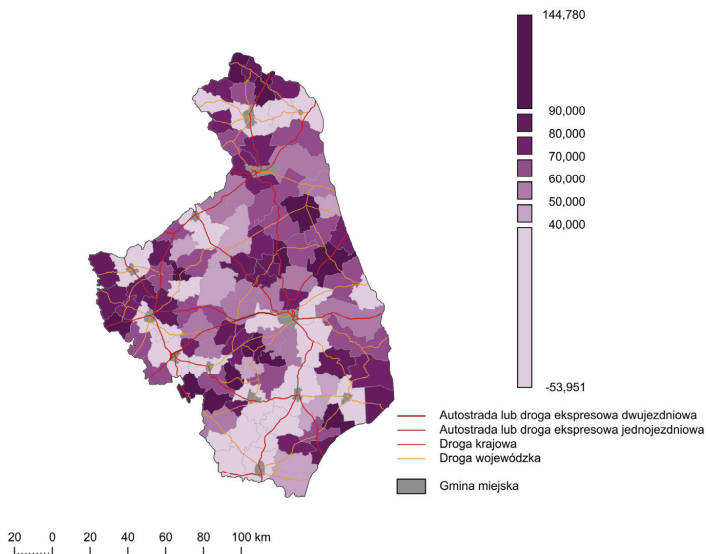 144,780
90,000
80,000
70,000
60,000
50,000
40,000
-53,951
Autostrada lub droga ekspresowa dwujezdniowa
Autostrada lub droga ekspresowa jednojezdniowa
Droga krajowa
Droga wojewódzka
Gmina miejska
20 0 20 40 60 80 100 km